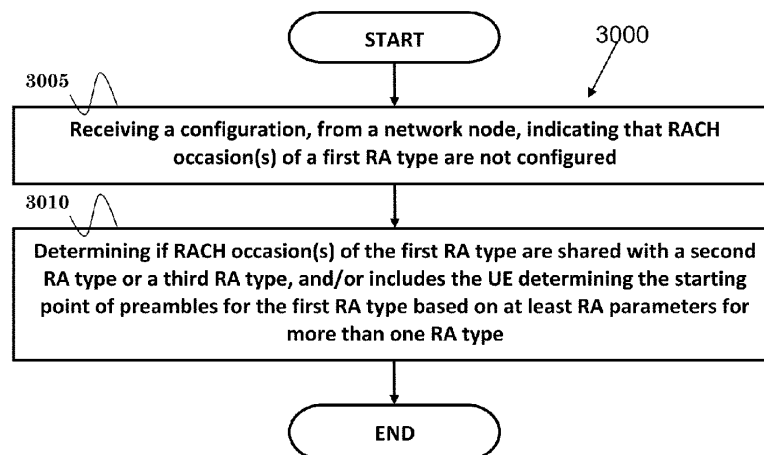 START
3000
3005
Receiving a configuration, from a network node, indicating that RACH
occasion(s) of a first RA type are not configured
3010
Determining if RACH occasion(s) of the first RA type are shared with a second
RA type or a third RA type, and/or includes the UE determining the starting
point of preambles for the first RA type based on at least RA parameters for
more than one RA type
END